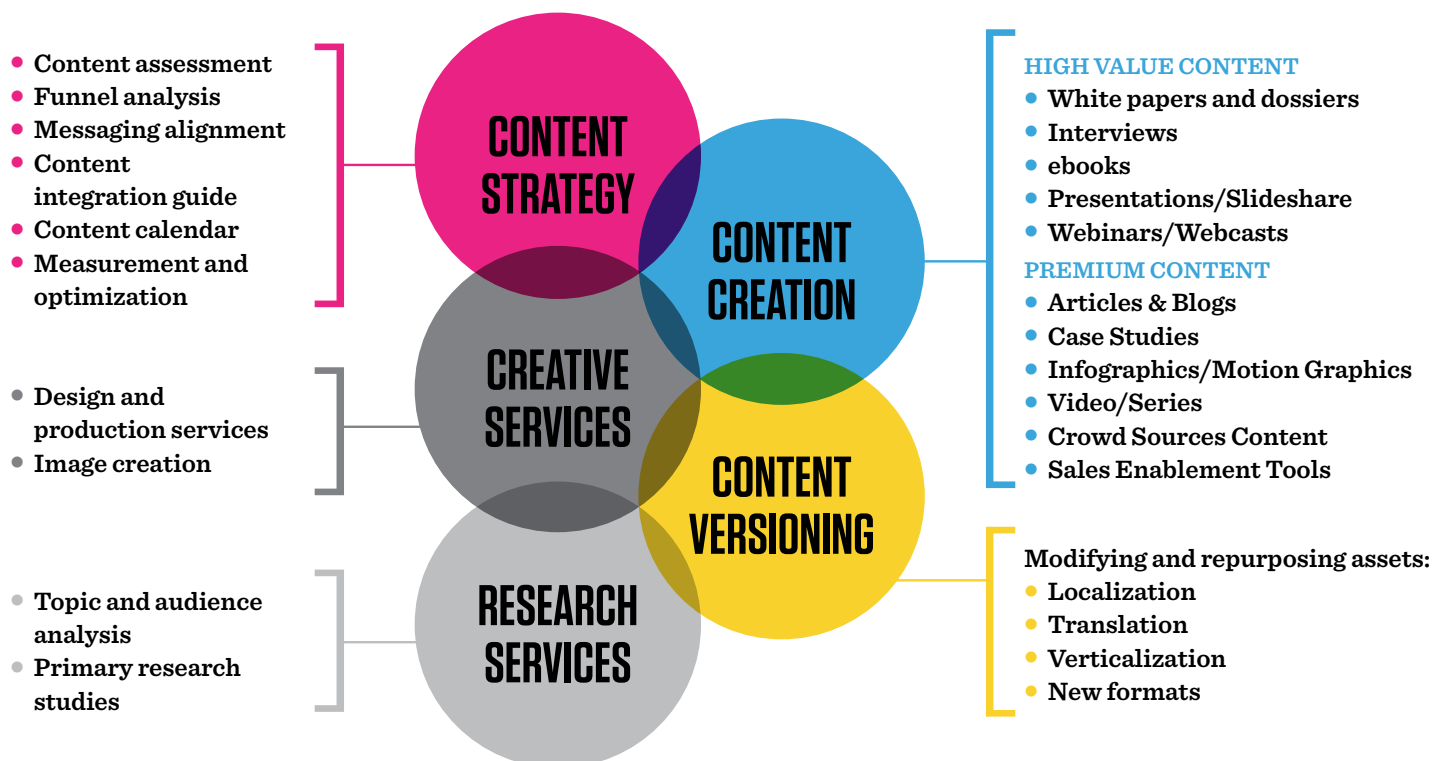 • Content assessment
• Funnel analysis
• Messaging alignment
• Content
integration guide
• Content calendar
• Measurement and
optimization
• Design and
production services
• Image creation
• Topic and audience
analysis
• Primary research
studies
CONTENT
STRATEGY
CREATIVE
SERVICES
RESEARCH
SERVICES
CONTENT
CREATION
CONTENT
VERSIONING
HIGH VALUE CONTENT
• White papers and dossiers
• Interviews
• ebooks
• Presentations/Slideshare
• Webinars/Webcasts
PREMIUM CONTENT
• Articles & Blogs
• Case Studies
• Infographics/Motion Graphics
• Video/Series
• Crowd Sources Content
• Sales Enablement Tools
Modifying and repurposing assets:
• Localization
• Translation
• Verticalization
• New formats